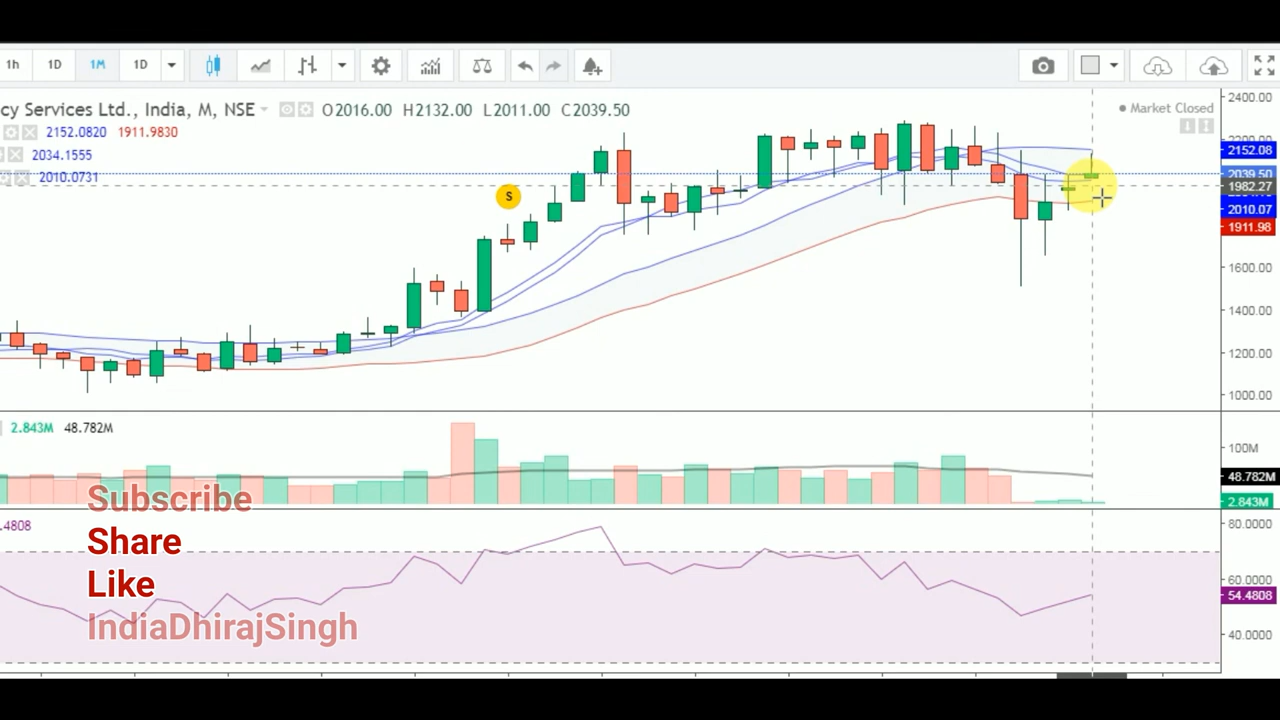 1h 1D 1M 1D
cy Services Ltd., India, M, NSE O2016.00 H2132.00 L2011.00 C2039.50
Market Closed
2152.0820 1911.9830
2034.1555
2010.0731
S
2400.00
2152.08
2039.50
1982.27
2010.07
1911.98
1600.00
1400.00
1200.00
1000.00
2.843M 48.782M
100M
48.782M
2.843M
.4808
80.0000
60.0000
54.4808
40.0000
Subscribe
Share
Like
IndiaDhirajSingh